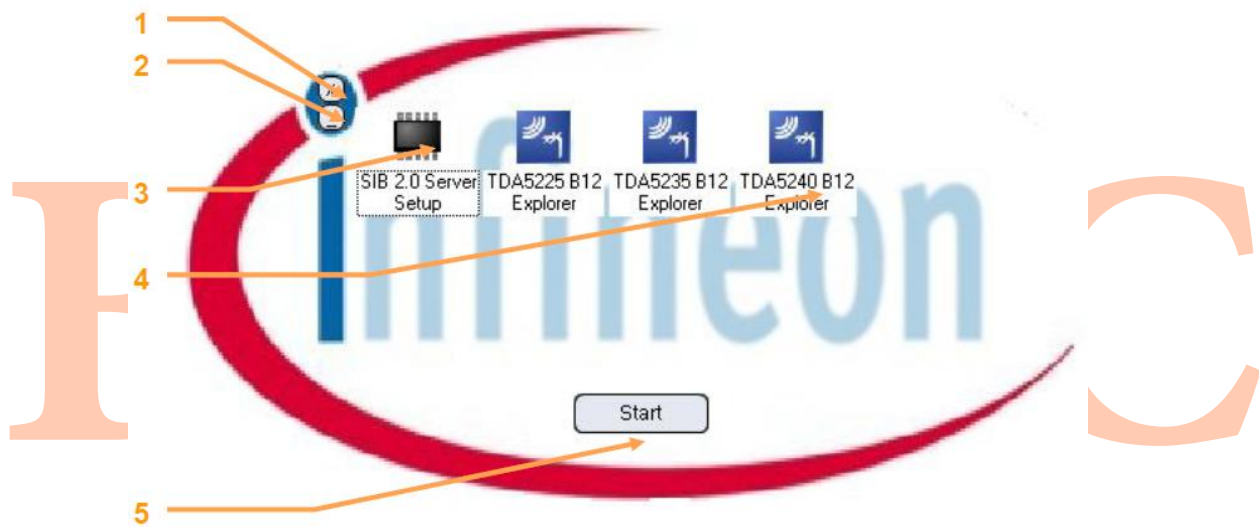 1
2
SIB 2.0 Server
Setup
TDA5225 B12
Explorer
TDA5235 B12
Explorer
TDA5240 B12
Explorer
3
4
infineon
Start
5